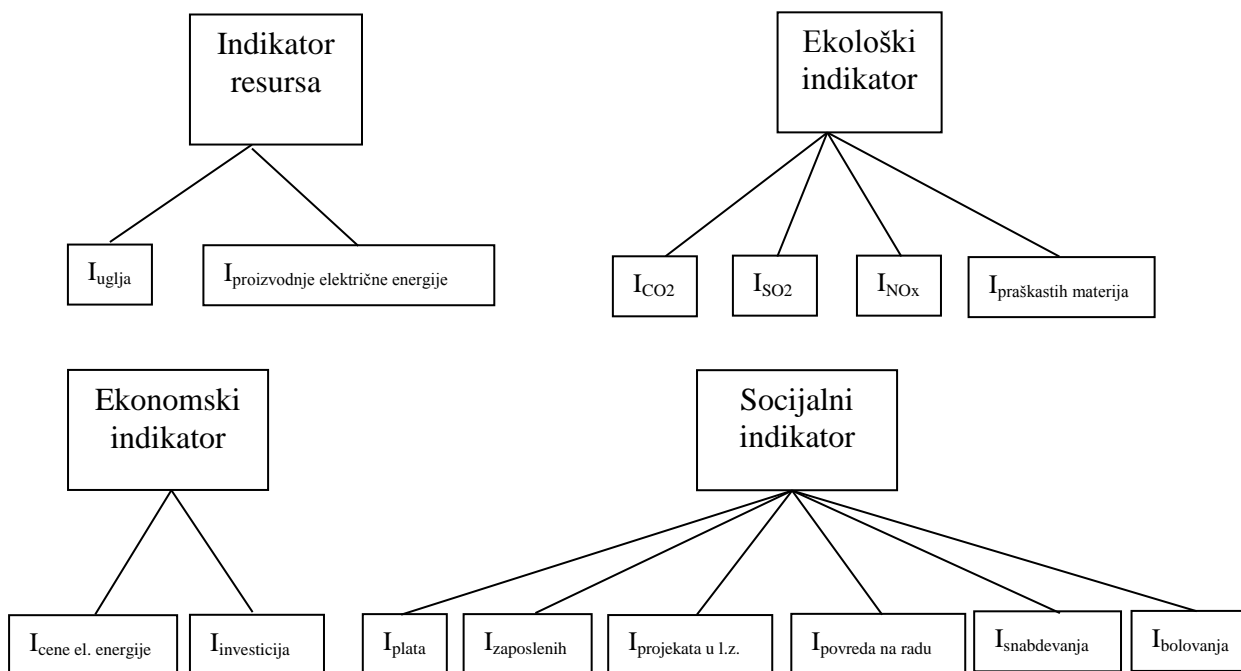 Indikator
resursa
Ekološki
indikator
Iuglja
Iproizvodnje električne energije
ICO2
ISO2
INOx
Ipraškastih materija
Ekonomski
indikator
Socijalni
indikator
Icene el. energije
Iinvesticija
Iplata
Izaposlenih
Iprojekata u l.z.
Ipovreda na radu
Isnabdevanja
Ibolovanja